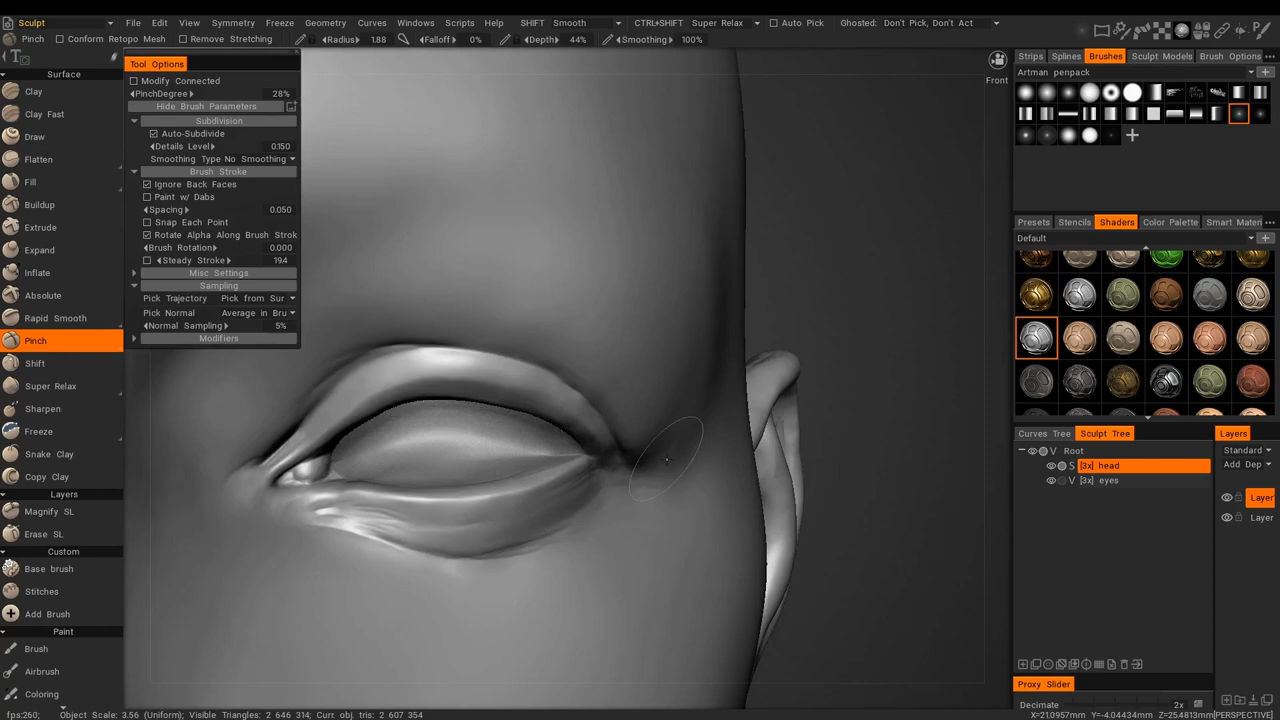 Sculpt File Edit View Symmetry Freeze Geometry Curves Windows Scripts Help SHIFT Smooth CTRL+SHIFT Super Relax Auto Pick Ghosted: Don't Pick, Don't Act
Pinch Conform Retopo Mesh Remove Stretching Radius 1.88 Falloff 0% Depth 44% Smoothing 100%
Surface
Clay
Clay Fast
Draw
Flatten
Fill
Buildup
Extrude
Expand
Inflate
Absolute
Rapid Smooth
Pinch
Shift
Super Relax
Sharpen
Freeze
Snake Clay
Copy Clay
Layers
Magnify SL
Erase SL
Custom
Base brush
Stitches
Add Brush
Paint
Brush
Airbrush
Coloring
Tool Options
Modify Connected
PinchDegree 28%
Hide Brush Parameters
Subdivision
Auto-Subdivide
Details Level 0.150
Smoothing Type No Smoothing
Brush Stroke
Ignore Back Faces
Paint w/ Dabs
Spacing 0.050
Snap Each Point
Rotate Alpha Along Brush Strok
Brush Rotation 0.000
Steady Stroke 19.4
Misc Settings
Sampling
Pick Trajectory Pick from Sur
Pick Normal Average in Bru
Normal Sampling 5%
Modifiers
Front
Strips Splines Brushes Sculpt Models Brush Options
Artman penpack
Presets Stencils Shaders Color Palette Smart Materi
Default
Curves Tree Sculpt Tree
V Root
S [3x] head
V [3x] eyes
Proxy Slider
Decimate 2x
Layers
Standard
Add Dep
Layer
Layer
fps:260; Object Scale: 3.56 (Uniform); Visible Triangles: 2 646 314; Curr. obj. tris: 2 607 354 X=21.0957mm Y=-4.04434mm Z=25.4813mm [PERSPECTIVE]